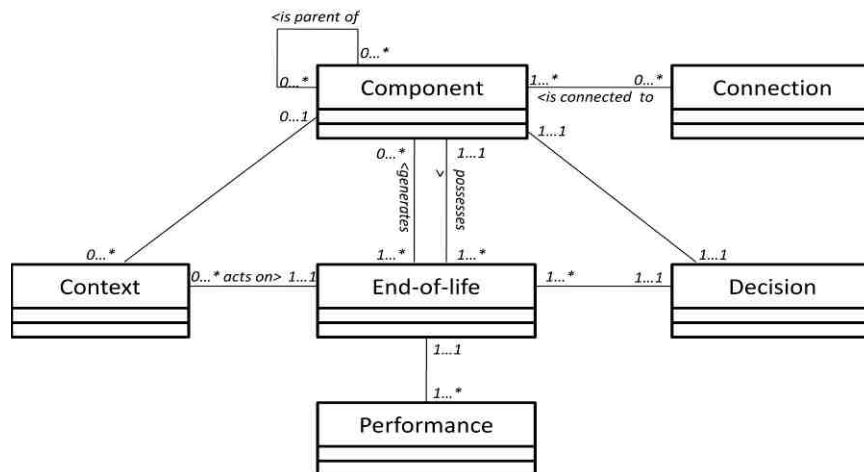 <is parent of
0...*
0...*
Component
1...*
0...*
Connection
<is connected to
0...1
1...1
0...*
1...1
<generates
v
possesses
0...*
1...*
1...*
1...1
Context
0...* acts on> 1...1
End-of-life
1...*
1...1
Decision
1...1
1...*
Performance